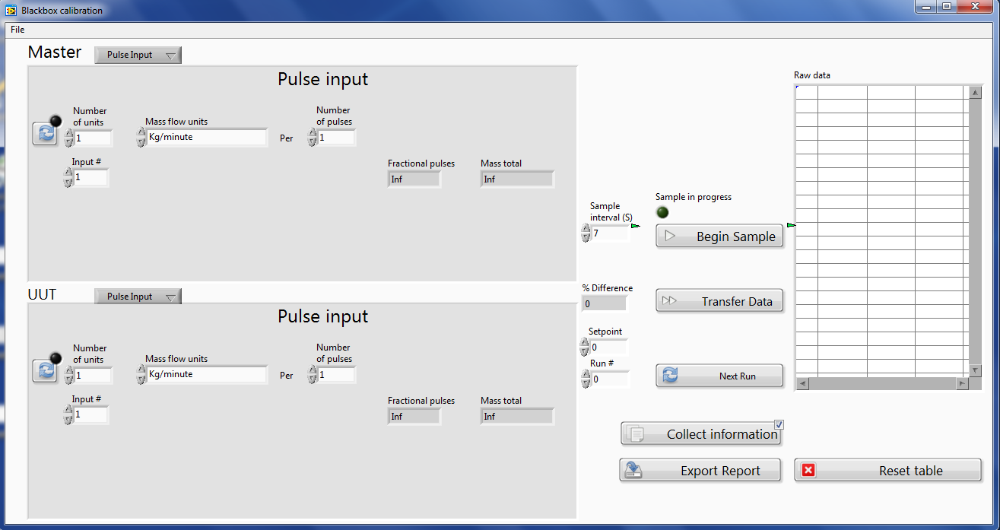 Blackbox calibration
File
Master
Pulse Input
Pulse input
Number
of units
1
Mass flow units
Kg/minute
Per
Number
of pulses
1
Input #
1
Fractional pulses
Inf
Mass total
Inf
UUT
Pulse Input
Pulse input
Number
of units
1
Mass flow units
Kg/minute
Per
Number
of pulses
1
Input #
1
Fractional pulses
Inf
Mass total
Inf
Sample
interval (S)
7
Sample in progress
Begin Sample
% Difference
0
Transfer Data
Setpoint
0
Run #
0
Next Run
Collect information
Export Report
Raw data
Reset table